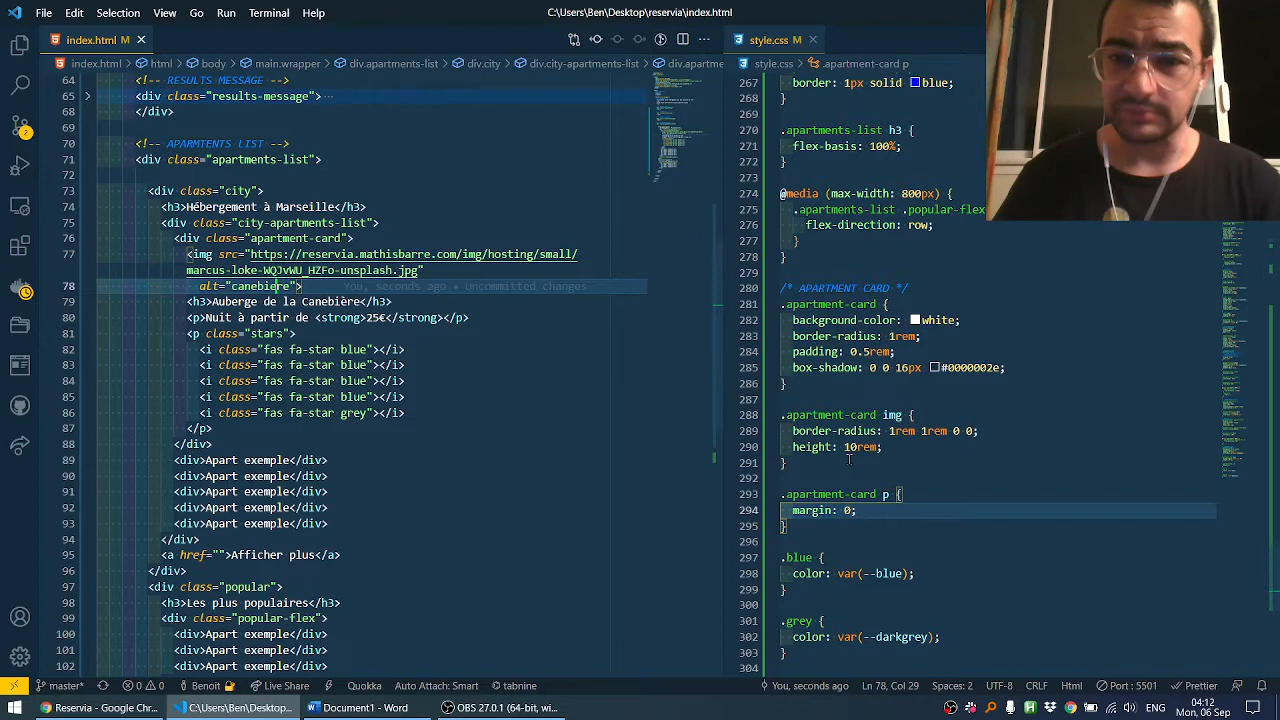 File Edit Selection View Go Run Terminal Help
C:\Users\Ben\Desktop\reservia\index.html
index.html M
style.css M
index.html > html > body > main.wrapper > div.apartments-list > div.city > div.city-apartments-list > div.apartme
style.css > .apartment-card p
64 <!-- RESULTS MESSAGE -->
65 <div class="results-message"> ...
68 </div>
69
70 <!-- APARMTENTS LIST -->
71 <div class="apartments-list">
72
73 <div class="city">
74 <h3>Hébergement à Marseille</h3>
75 <div class="city-apartments-list">
76 <div class="apartment-card">
77 <img src="https://reservia.mathisbarre.com/img/hosting/small/
marcus-loke-WQJvWU_HZFo-unsplash.jpg"
78 alt="canebière"> You, seconds ago • Uncommitted changes
79 <h3>Auberge de la Canebière</h3>
80 <p>Nuit à partir de <strong>25€</strong></p>
81 <p class="stars">
82 <i class="fas fa-star blue"></i>
83 <i class="fas fa-star blue"></i>
84 <i class="fas fa-star blue"></i>
85 <i class="fas fa-star blue"></i>
86 <i class="fas fa-star grey"></i>
87 </p>
88 </div>
89 <div>Apart exemple</div>
90 <div>Apart exemple</div>
91 <div>Apart exemple</div>
92 <div>Apart exemple</div>
93 <div>Apart exemple</div>
94 </div>
95 <a href="">Afficher plus</a>
96 </div>
97 <div class="popular">
98 <h3>Les plus populaires</h3>
99 <div class="popular-flex">
100 <div>Apart exemple</div>
101 <div>Apart exemple</div>
102 <div>Apart exemple</div>
267 border: 1px solid blue;
268 }
269
270 .apartments-list h3 {
271 flex-basis: 100%;
272 }
273
274 @media (max-width: 800px) {
275 .apartments-list .popular-flex
276 flex-direction: row;
277 }
278 }
279
280 /* APARTMENT CARD */
281 .apartment-card {
282 background-color: white;
283 border-radius: 1rem;
284 padding: 0.5rem;
285 box-shadow: 0 0 16px #0000002e;
286 }
287
288 .apartment-card img {
289 border-radius: 1rem 1rem 0 0;
290 height: 10rem;
291 }
292
293 .apartment-card p {
294 margin: 0;
295 }
296
297 .blue {
298 color: var(--blue);
299 }
300
301 .grey {
302 color: var(--darkgrey);
303 }
304
2
master* 0 0 Benoit Live Share Quokka Auto Attach: Smart tabnine
You, seconds ago Ln 78, Col 29 Spaces: 2 UTF-8 CRLF Html Port : 5501 Prettier
Reservia - Google Chr...
C:\Users\Ben\Desktop...
Document1 - Word
OBS 27.0.1 (64-bit, wi...
04:12
Mon, 06 Sep